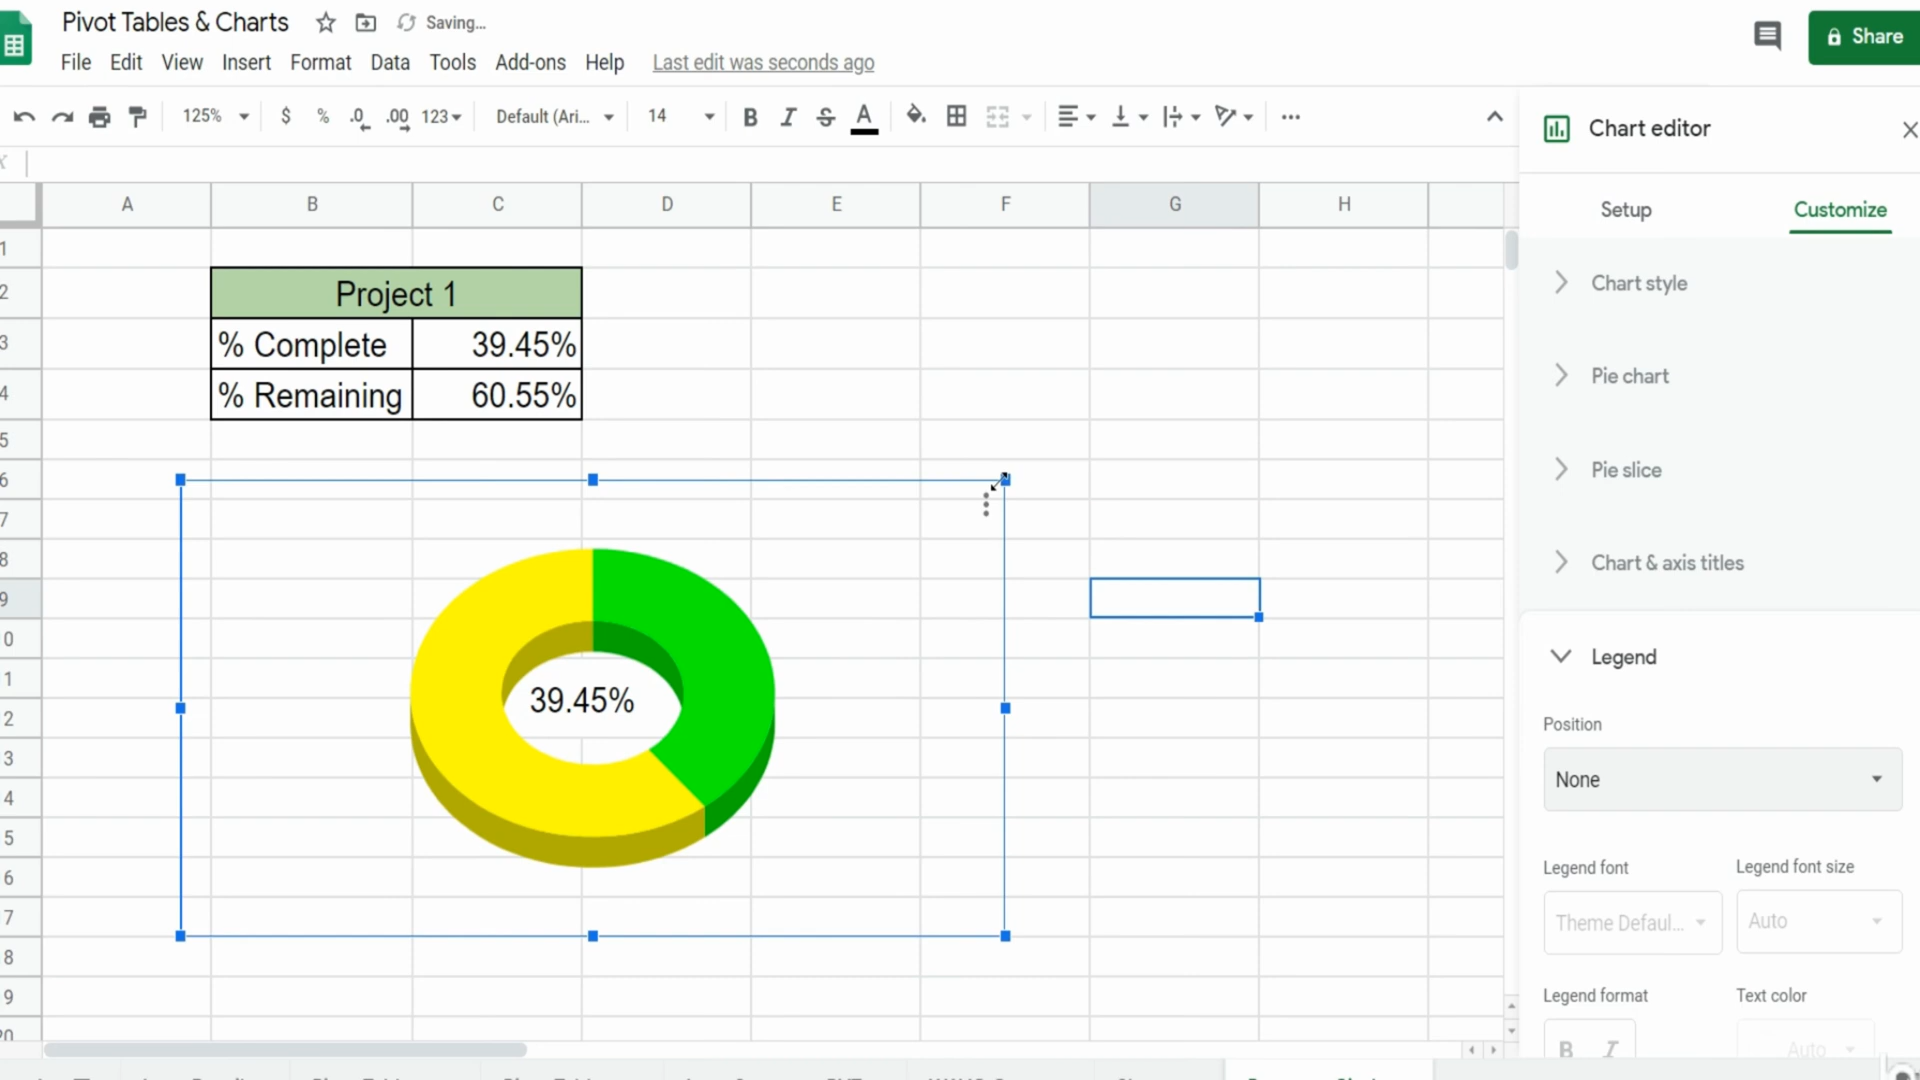 Pivot Tables & Charts Saving...
Share
File Edit View Insert Format Data Tools Add-ons Help Last edit was seconds ago
125% $ % .0 .00 123 Default (Ari... 14 B I S A
Chart editor
Setup Customize
A B C D E F G H
1
2
3
4
5
6
7
8
9
0
1
2
3
4
5
6
7
8
9
Project 1
% Complete 39.45%
% Remaining 60.55%
39.45%
Chart style
Pie chart
Pie slice
Chart & axis titles
Legend
Position
None
Legend font Legend font size
Theme Defaul... Auto
Legend format Text color
B I Auto